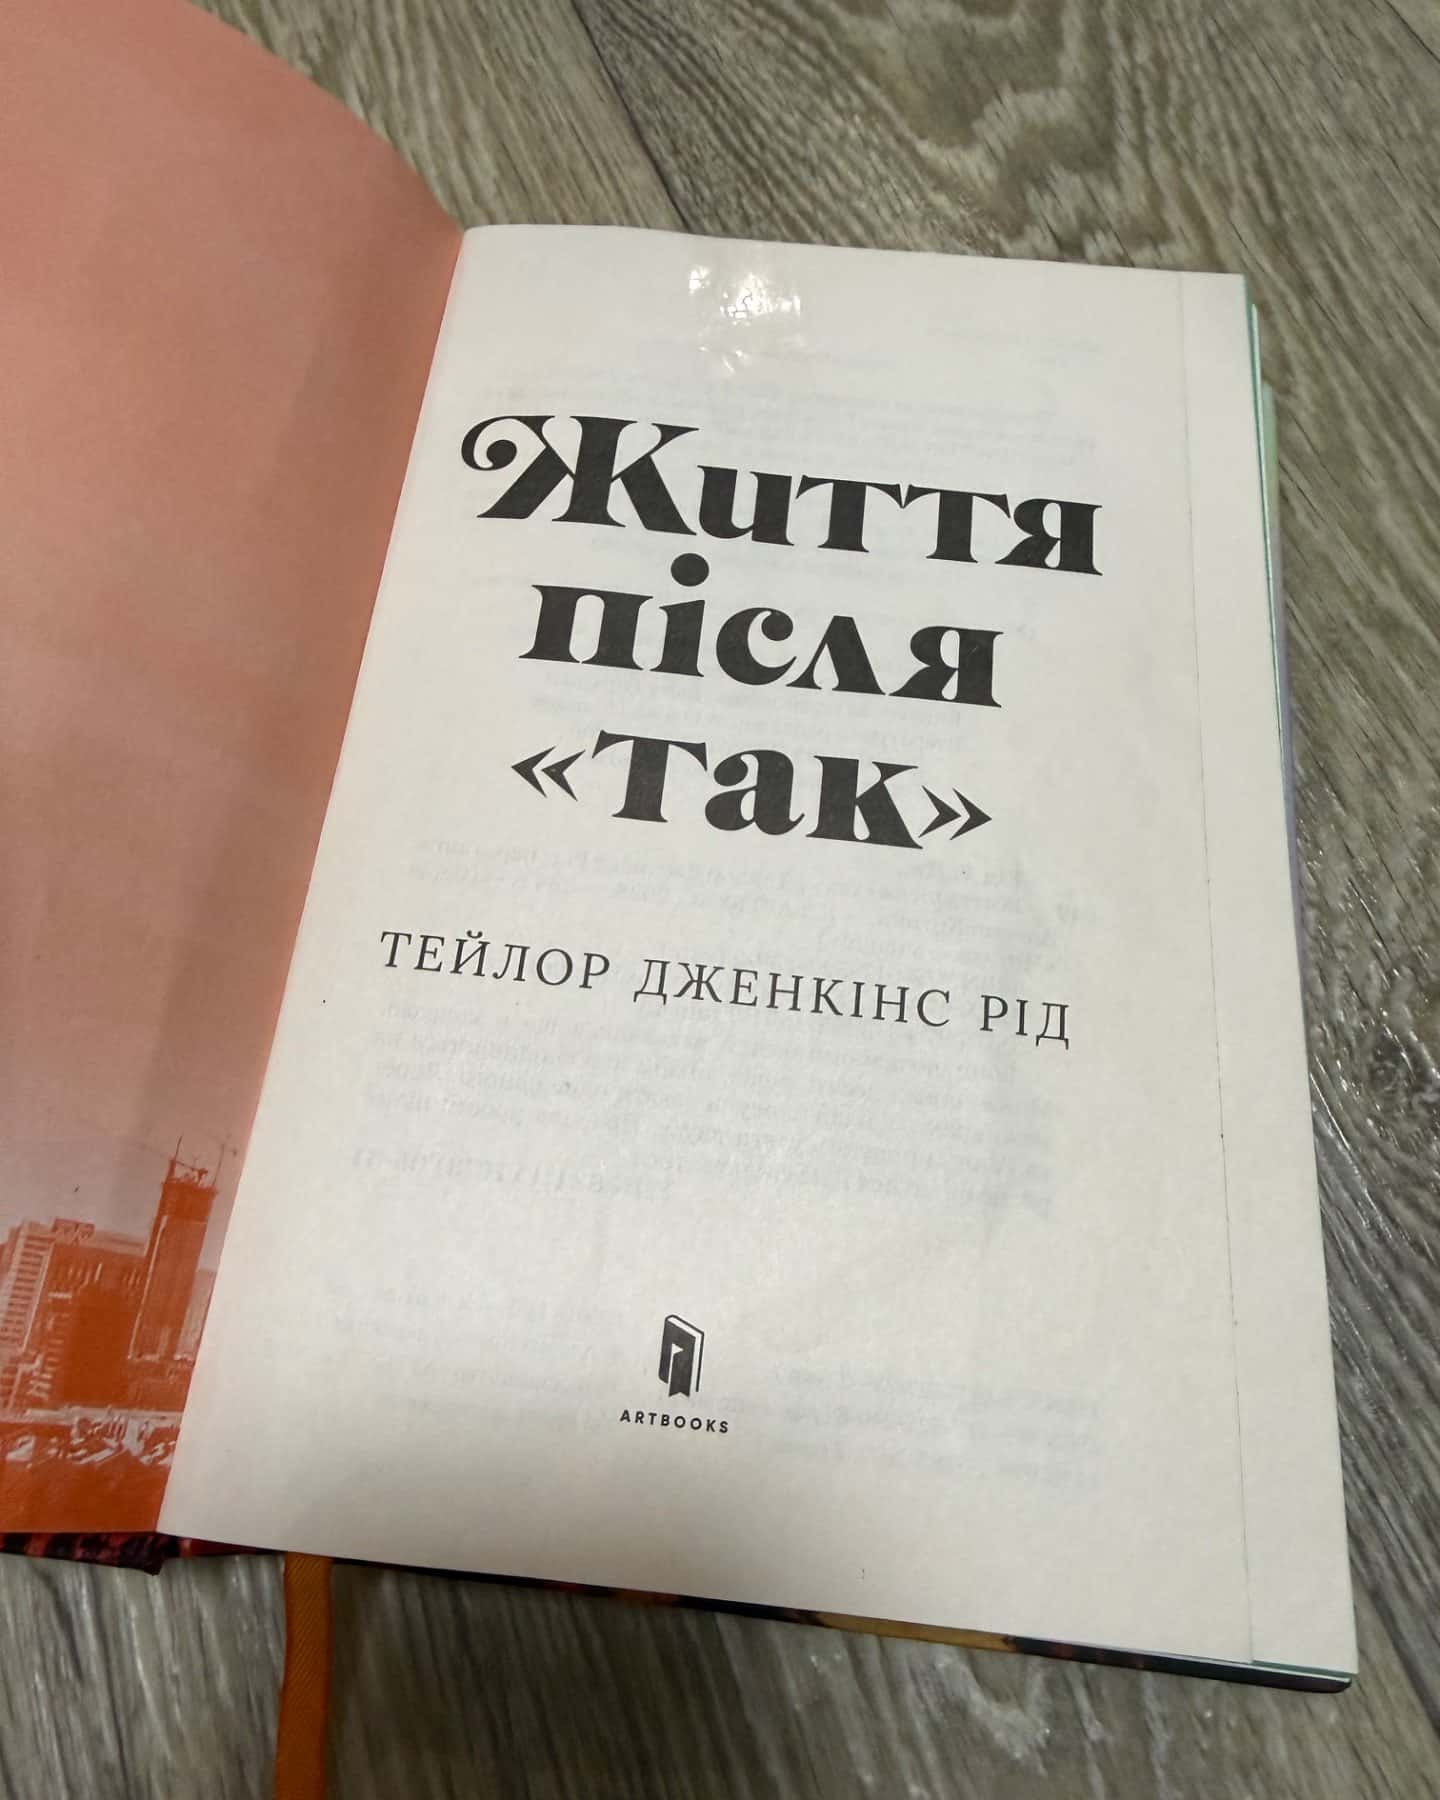 Життя
після
«так»
ТЕЙЛОР ДЖЕНКІНС РІД
ARTBOOKS